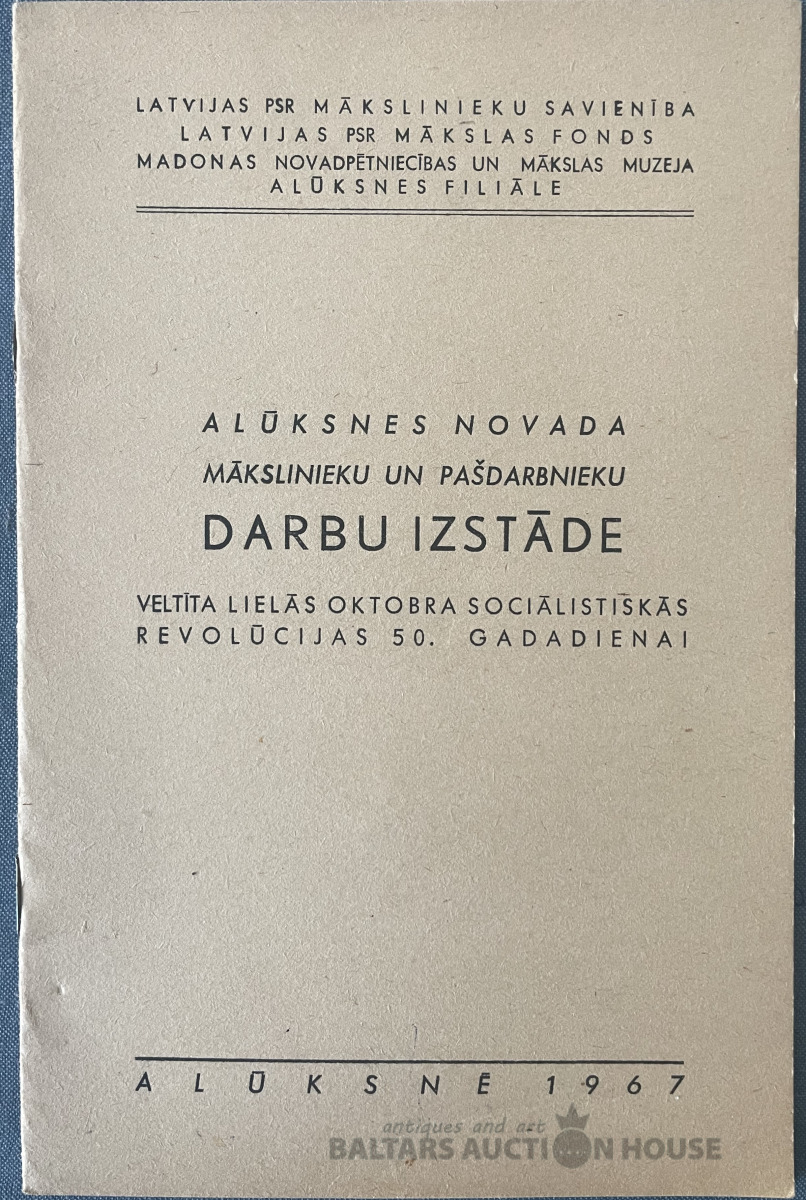 LATVIJAS PSR MĀKSLINIEKU SAVIENĪBA
LATVIJAS PSR MĀKSLAS FONDS
MADONAS NOVADPĒTNIECĪBAS UN MĀKSLAS MUZEJA
ALŪKSNES FILIĀLE
ALŪKSNES NOVADA
MĀKSLINIEKU UN PAŠDARBNIEKU
DARBU IZSTĀDE
VELTĪTA LIELĀS OKTOBRA SOCIĀLISTISKĀS
REVOLŪCIJAS 50. GADADIENAI
ALŪKSNĒ 1967
antiques and art
BALTARS AUCTION HOUSE